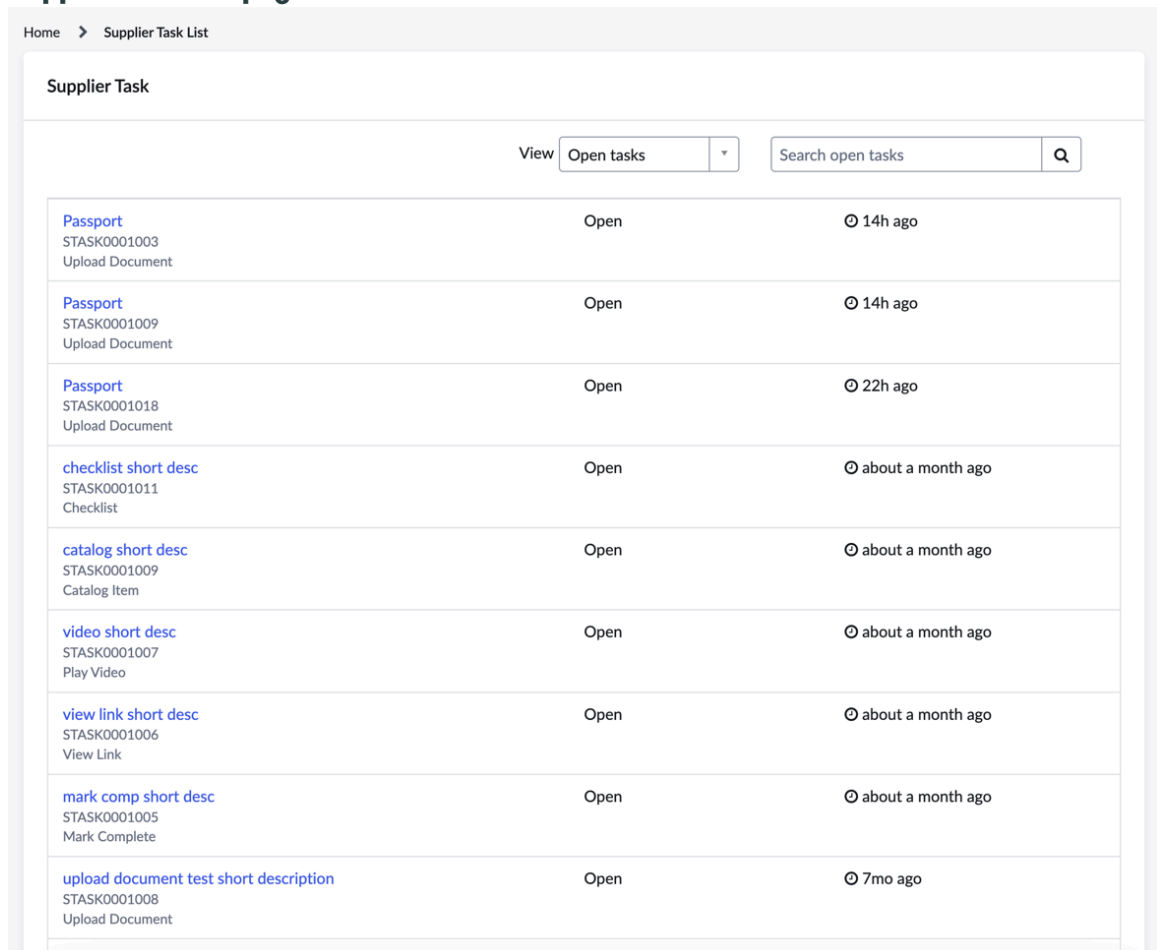 Home > Supplier Task List
Supplier Task
View Open tasks Search open tasks
Passport Open 14h ago
STASK0001003
Upload Document
Passport Open 14h ago
STASK0001009
Upload Document
Passport Open 22h ago
STASK0001018
Upload Document
checklist short desc Open about a month ago
STASK0001011
Checklist
catalog short desc Open about a month ago
STASK0001009
Catalog Item
video short desc Open about a month ago
STASK0001007
Play Video
view link short desc Open about a month ago
STASK0001006
View Link
mark comp short desc Open about a month ago
STASK0001005
Mark Complete
upload document test short description Open 7mo ago
STASK0001008
Upload Document